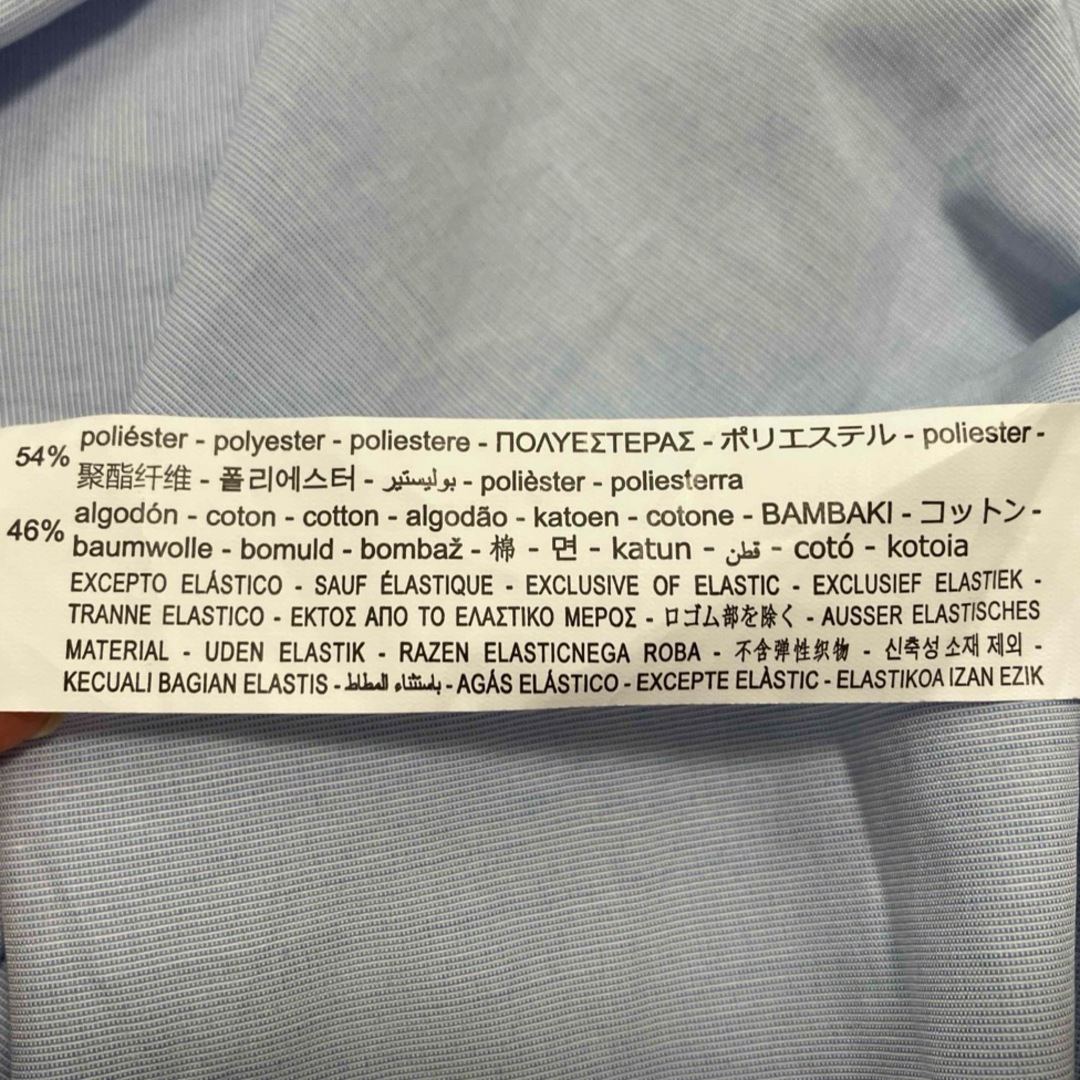 54% poliéster - polyester - poliestere - ΠΟΛΥΕΣΤΕΡΑΣ - ポリエステル - poliester -
聚酯纤维 - 폴리에스터 - بوليستير - polièster - poliesterra
46% algodón - coton - cotton - algodão - katoen - cotone - BAMBAKI - コットン -
baumwolle - bomuld - bombaž - 棉 - 면 - katun - قطن - cotó - kotoia
EXCEPTO ELÁSTICO - SAUF ÉLASTIQUE - EXCLUSIVE OF ELASTIC - EXCLUSIEF ELASTIEK -
TRANNE ELASTICO - ΕΚΤΟΣ ΑΠΟ ΤΟ ΕΛΑΣΤΙΚΟ ΜΕΡΟΣ - ロゴム部を除く - AUSSER ELASTISCHES
MATERIAL - UDEN ELASTIK - RAZEN ELASTICNEGA ROBA - 不含弹性织物 - 신축성 소재 제외 -
KECUALI BAGIAN ELASTIS - باستثناء المطاط - AGÁS ELÁSTICO - EXCEPTE ELÀSTIC - ELASTIKOA IZAN EZIK